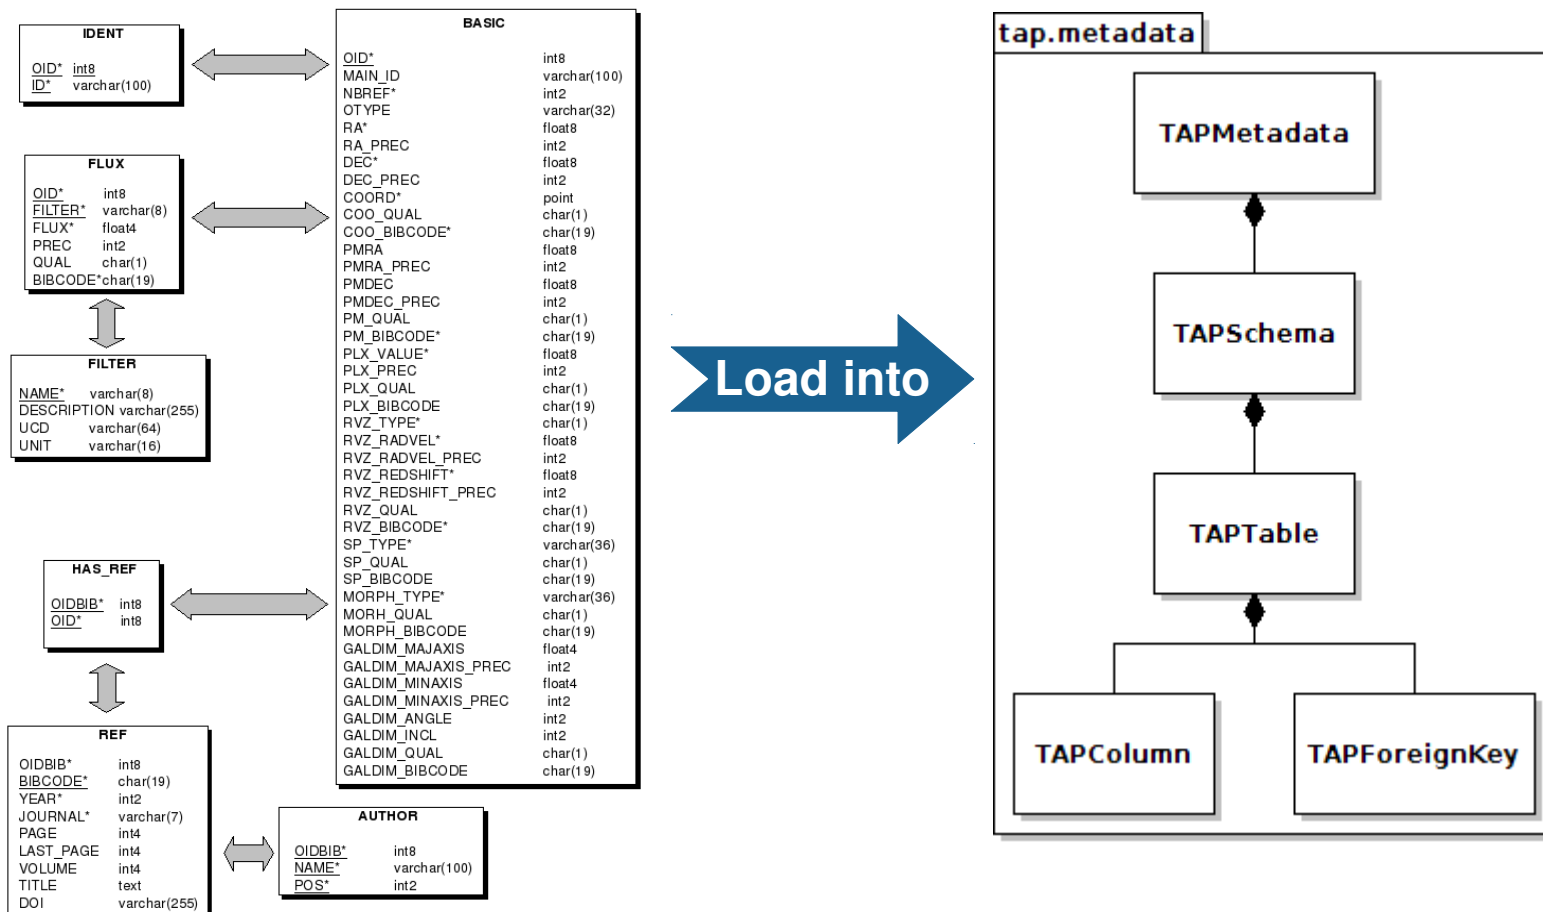 IDENT
OID* int8
ID* varchar(100)
FLUX
OID* int8
FILTER* varchar(8)
FLUX* float4
PREC int2
QUAL char(1)
BIBCODE* char(19)
FILTER
NAME* varchar(8)
DESCRIPTION varchar(255)
UCD varchar(64)
UNIT varchar(16)
HAS_REF
OIDBIB* int8
OID* int8
REF
OIDBIB* int8
BIBCODE* char(19)
YEAR* int2
JOURNAL* varchar(7)
PAGE int4
LAST_PAGE int4
VOLUME int4
TITLE text
DOI varchar(255)
BASIC
OID* int8
MAIN_ID varchar(100)
NBREF* int2
OTYPE varchar(32)
RA* float8
RA_PREC int2
DEC* float8
DEC_PREC int2
COORD* point
COO_QUAL char(1)
COO_BIBCODE* char(19)
PMRA float8
PMRA_PREC int2
PMDEC float8
PMDEC_PREC int2
PM_QUAL char(1)
PM_BIBCODE* char(19)
PLX_VALUE* float8
PLX_PREC int2
PLX_QUAL char(1)
PLX_BIBCODE char(19)
RVZ_TYPE* char(1)
RVZ_RADVEL* float8
RVZ_RADVEL_PREC int2
RVZ_REDSHIFT* float8
RVZ_REDSHIFT_PREC int2
RVZ_QUAL char(1)
RVZ_BIBCODE* char(19)
SP_TYPE* varchar(36)
SP_QUAL char(1)
SP_BIBCODE char(19)
MORPH_TYPE* varchar(36)
MORH_QUAL char(1)
MORPH_BIBCODE char(19)
GALDIM_MAJAXIS float4
GALDIM_MAJAXIS_PREC int2
GALDIM_MINAXIS float4
GALDIM_MINAXIS_PREC int2
GALDIM_ANGLE int2
GALDIM_INCL int2
GALDIM_QUAL char(1)
GALDIM_BIBCODE char(19)
AUTHOR
OIDBIB* int8
NAME* varchar(100)
POS* int2
Load into
tap.metadata
TAPMetadata
TAPSchema
TAPTable
TAPColumn
TAPForeignKey